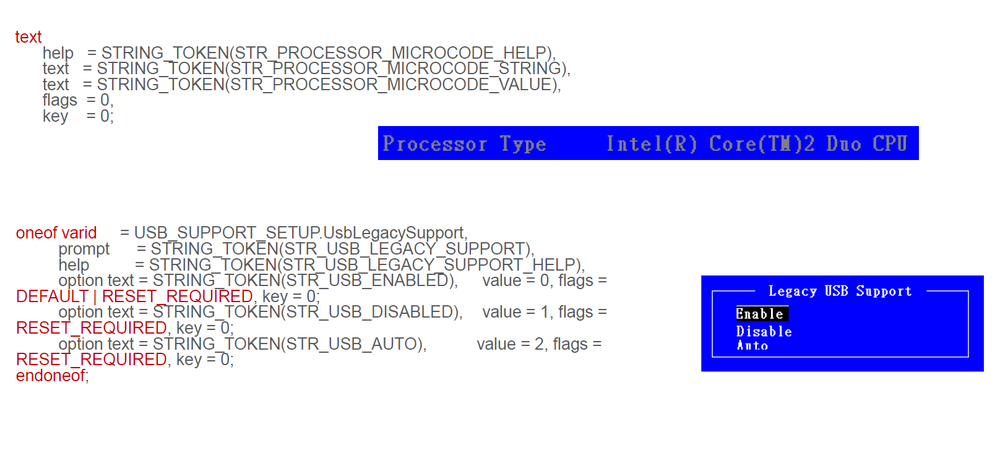 text
help = STRING_TOKEN(STR_PROCESSOR_MICROCODE_HELP),
text = STRING_TOKEN(STR_PROCESSOR_MICROCODE_STRING),
text = STRING_TOKEN(STR_PROCESSOR_MICROCODE_VALUE),
flags = 0,
key = 0;
Processor Type Intel(R) Core(TM)2 Duo CPU
oneof varid = USB_SUPPORT_SETUP.UsbLegacySupport,
prompt = STRING_TOKEN(STR_USB_LEGACY_SUPPORT),
help = STRING_TOKEN(STR_USB_LEGACY_SUPPORT_HELP),
option text = STRING_TOKEN(STR_USB_ENABLED), value = 0, flags =
DEFAULT | RESET_REQUIRED, key = 0;
option text = STRING_TOKEN(STR_USB_DISABLED), value = 1, flags =
RESET_REQUIRED, key = 0;
option text = STRING_TOKEN(STR_USB_AUTO), value = 2, flags =
RESET_REQUIRED, key = 0;
endoneof;
Legacy USB Support
Enable
Disable
Auto